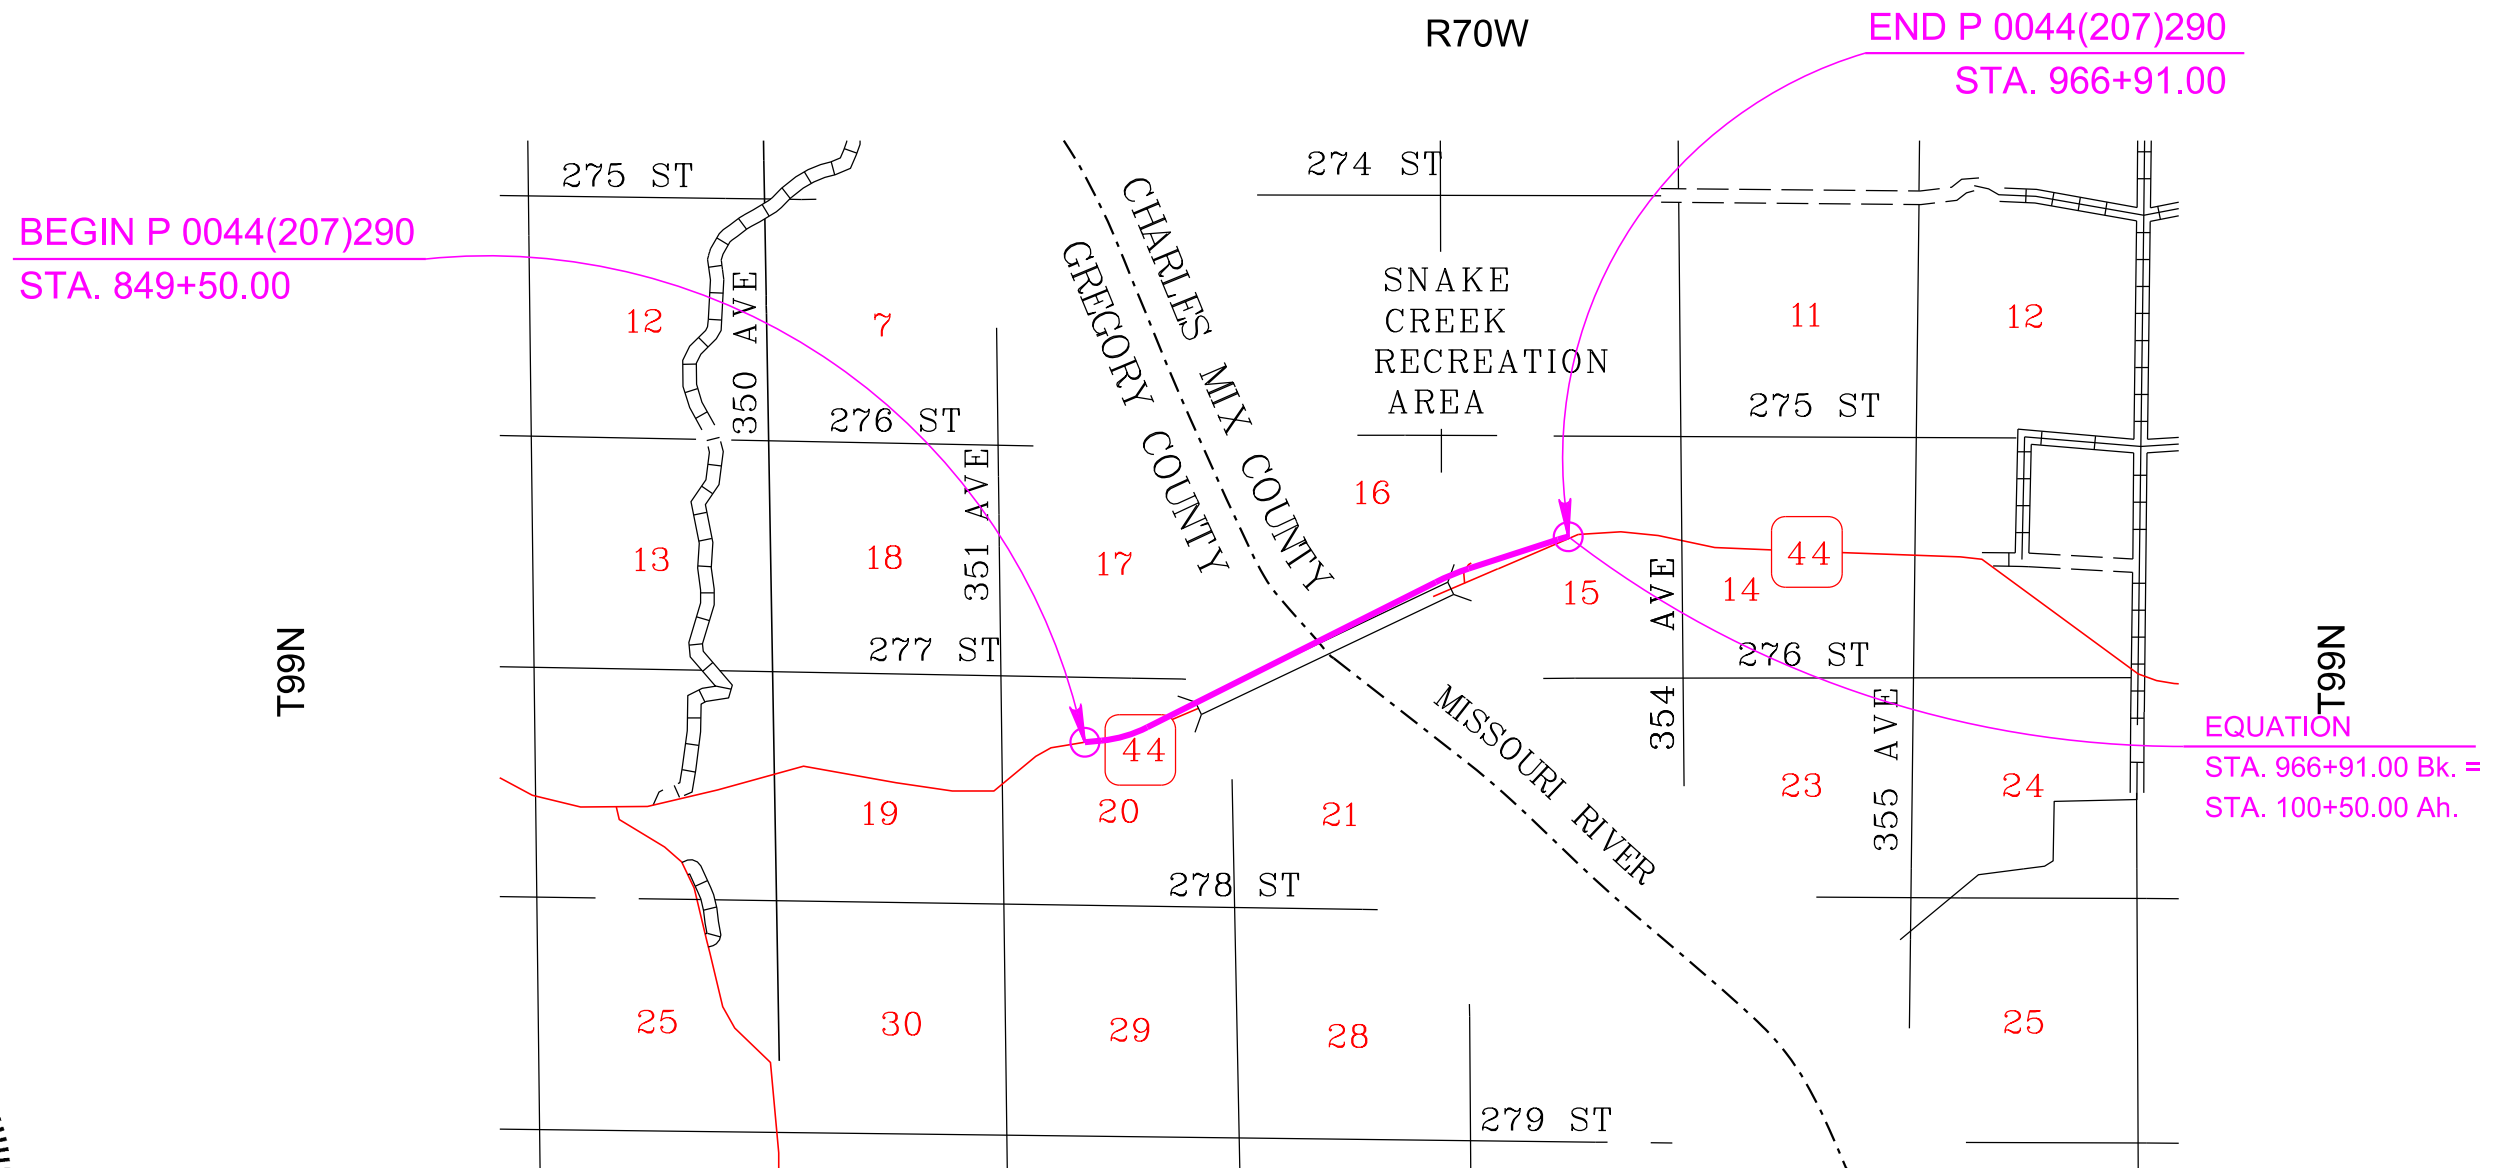 R70W
END P 0044(207)290
STA. 966+91.00
275 ST
274 ST
BEGIN P 0044(207)290
STA. 849+50.00
CHARLES MIX COUNTY
GREGORY COUNTY
350 AVE
SNAKE
CREEK
RECREATION
AREA
12
7
11
12
276 ST
275 ST
351 AVE
16
13
18
17
44
15
14
354 AVE
277 ST
276 ST
T99N
T99N
44
MISSOURI RIVER
355 AVE
EQUATION
STA. 966+91.00 Bk. =
STA. 100+50.00 Ah.
19
20
21
23
24
278 ST
25
30
29
28
25
279 ST